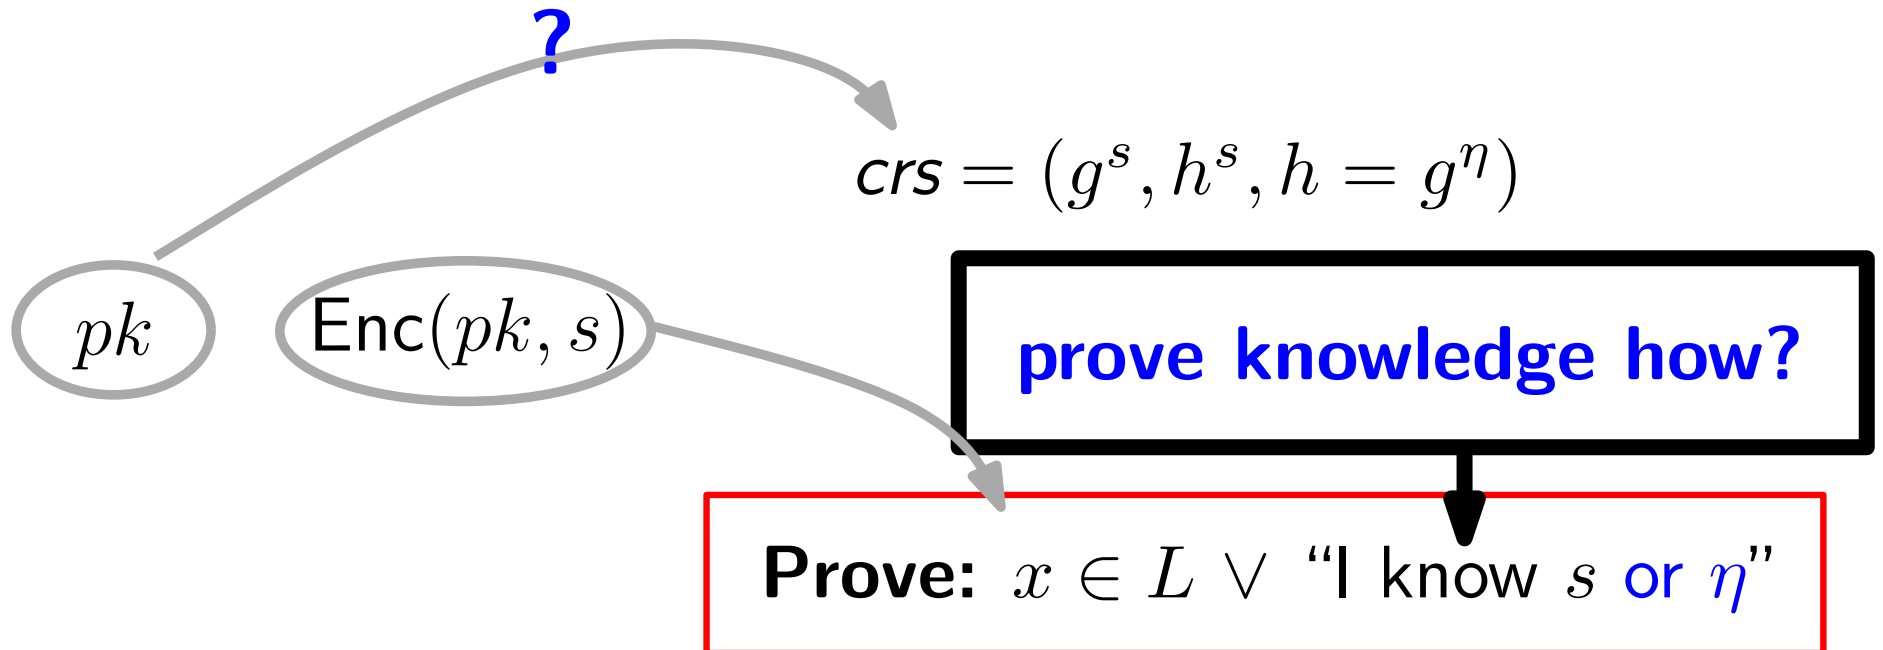 ?
crs = (g^s, h^s, h = g^η)
pk
Enc(pk, s)
prove knowledge how?
Prove: x ∈ L ∨ “I know s or η”